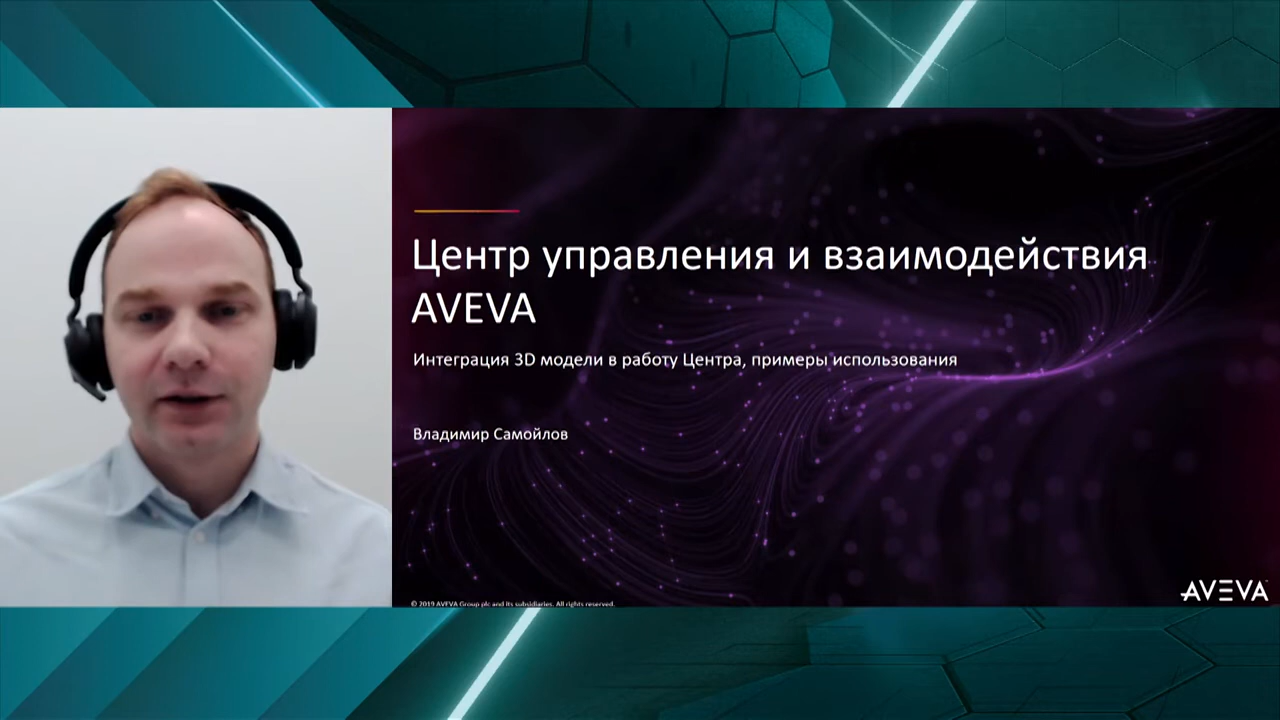 Центр управления и взаимодействия
AVEVA
Интеграция 3D модели в работу Центра, примеры использования
Владимир Самойлов
AVEVA
© 2019 AVEVA Group plc and its subsidiaries. All rights reserved.